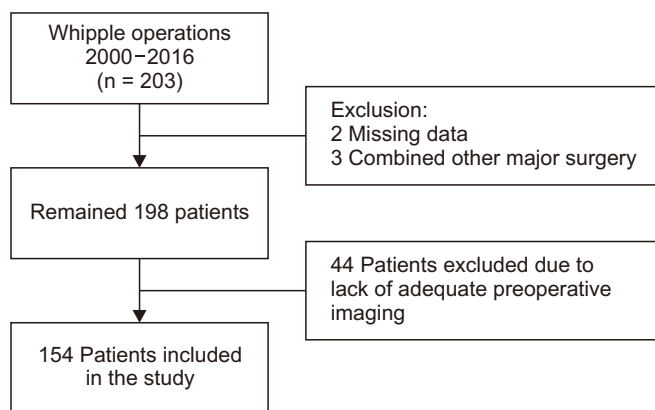 Whipple operations
2000−2016
(n = 203)
Exclusion:
2 Missing data
3 Combined other major surgery
Remained 198 patients
44 Patients excluded due to
lack of adequate preoperative
imaging
154 Patients included
in the study